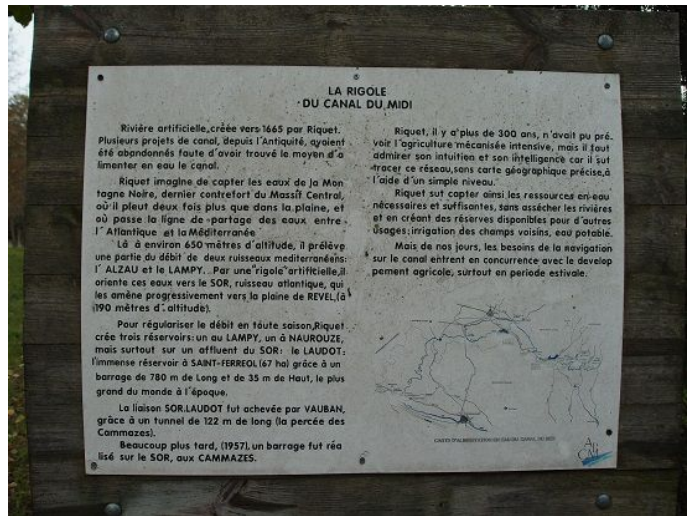 LA RIGOLE
DU CANAL DU MIDI
Rivière artificielle, créée vers 1665 par Riquet.
Plusieurs projets de canal, depuis l'Antiquité, avaient
été abandonnés faute d'avoir trouvé le moyen d'a
limenter en eau le canal.
Riquet imagine de capter les eaux de la Mon
tagne Noire, dernier contrefort du Massif Central,
où il pleut deux fois plus que dans la plaine, et
où passe la ligne de partage des eaux entre
l'Atlantique et la Méditerranée
Là à environ 650 mètres d'altitude, il prélève
une partie du débit de deux ruisseaux mediterranéens:
l'ALZAU et le LAMPY. Par une "rigole" artificielle, il
oriente ces eaux vers le SOR, ruisseau atlantique, qui
les amène progressivement vers la plaine de REVEL, (à
190 mètres d'altitude).
Pour régulariser le débit en toute saison, Riquet
crée trois réservoirs: un au LAMPY, un à NAUROUZE,
mais surtout sur un affluent du SOR: le LAUDOT:
l'immense réservoir à SAINT-FERREOL (67 ha) grâce à un
barrage de 780 m de Long et de 35 m de Haut, le plus
grand du monde à l'époque.
La liaison SOR.LAUDOT fut achevée par VAUBAN,
grâce à un tunnel de 122 m de long (la percée des
Cammazes).
Beaucoup plus tard, (1957), un barrage fut réa
lisé sur le SOR, aux CAMMAZES.
Riquet, il y a plus de 300 ans, n'avait pu pré-
voir l'agriculture mécanisée intensive, mais il faut
admirer son intuition et son intelligence car il sut
tracer ce réseau, sans carte géographique précise, à
l'aide d'un simple niveau.
Riquet sut capter ainsi les ressources en eau
nécessaires et suffisantes, sans assécher les rivières
et en créant des réserves disponibles pour d'autres
usages: irrigation des champs voisins, eau potable.
Mais de nos jours, les besoins de la navigation
sur le canal entrent en concurrence avec le develop
pement agricole, surtout en periode estivale.
CARTE D'ALIMENTATION EN EAU DU CANAL DU MIDI